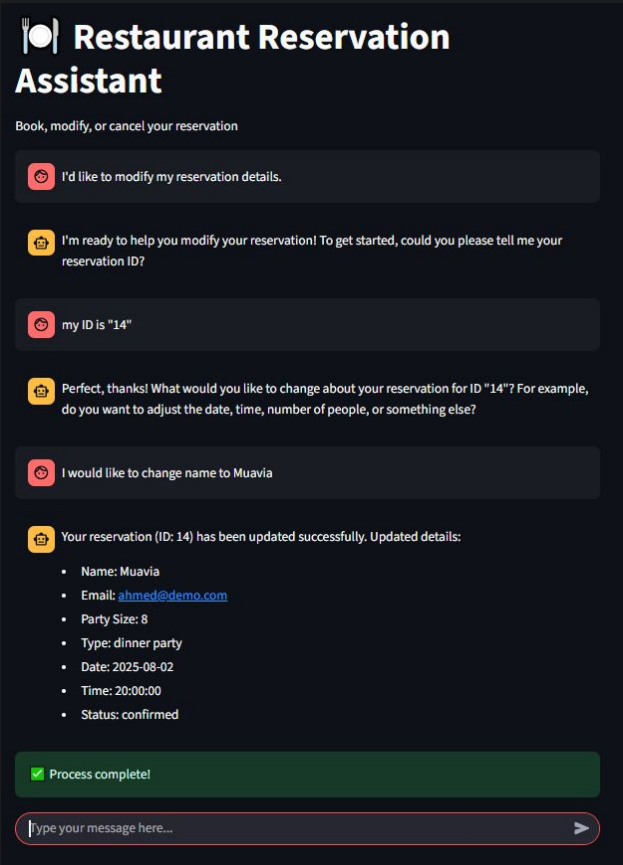 🍽️ Restaurant Reservation
Assistant
Book, modify, or cancel your reservation
I'd like to modify my reservation details.
I'm ready to help you modify your reservation! To get started, could you please tell me your
reservation ID?
my ID is "14"
Perfect, thanks! What would you like to change about your reservation for ID "14"? For example,
do you want to adjust the date, time, number of people, or something else?
I would like to change name to Muavia
Your reservation (ID: 14) has been updated successfully. Updated details:
• Name: Muavia
• Email: ahmed@demo.com
• Party Size: 8
• Type: dinner party
• Date: 2025-08-02
• Time: 20:00:00
• Status: confirmed
✅ Process complete!
Type your message here...